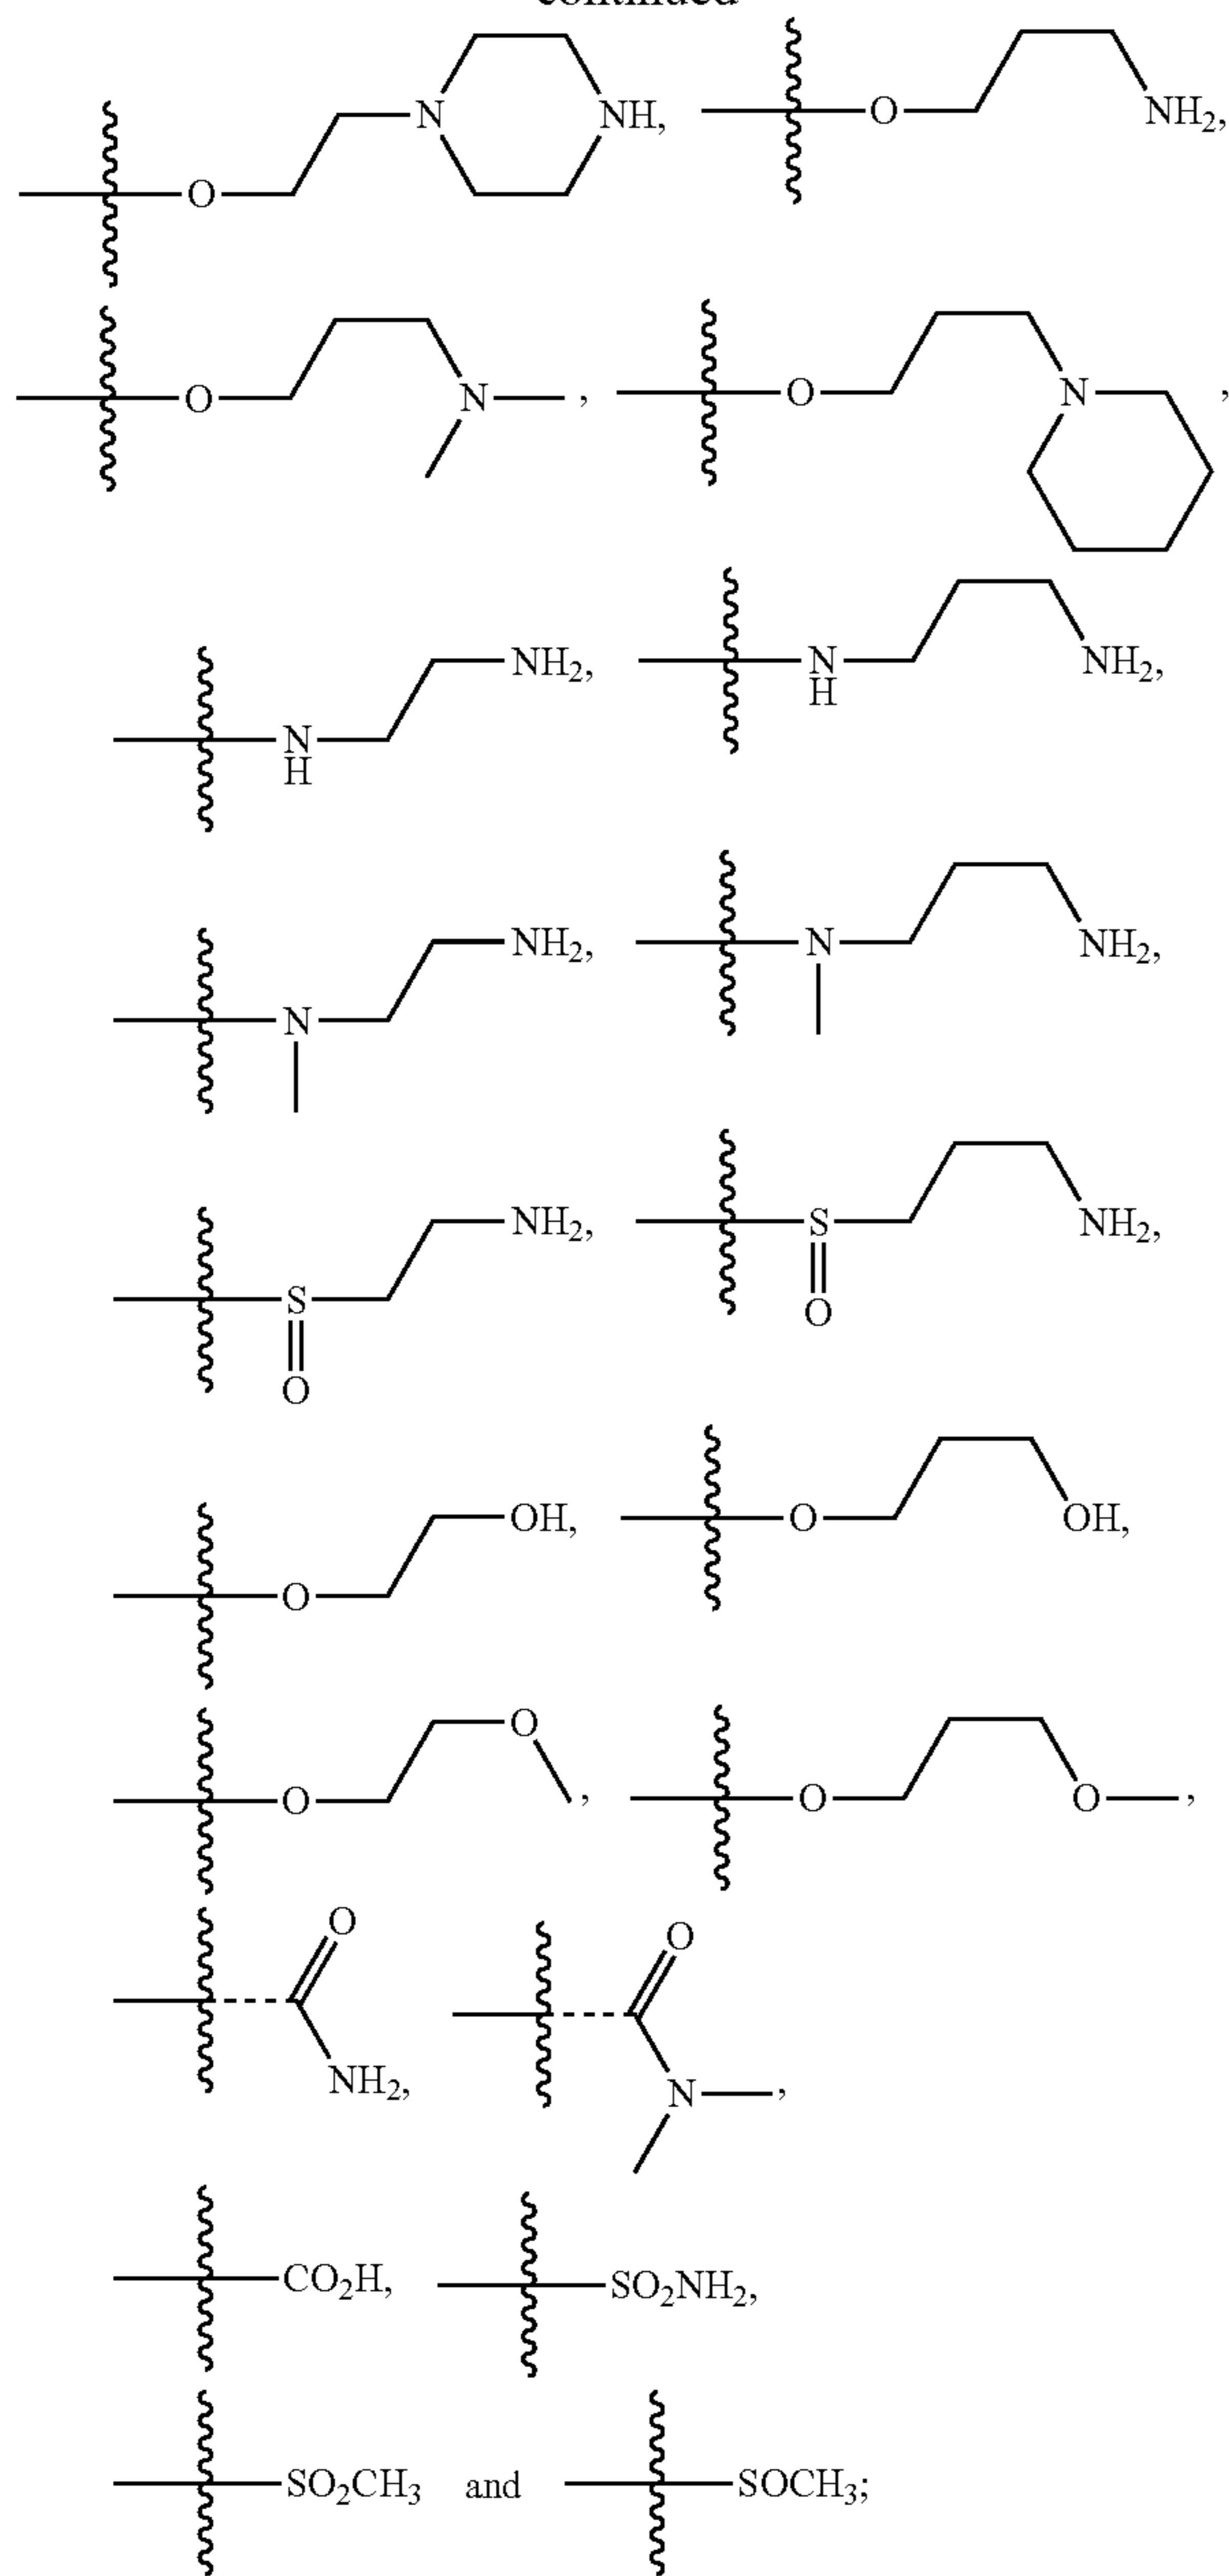 continued
N NH, O NH2,
O
O N , O N ,
NH2, N H NH2,
N H
NH2, N NH2,
N
NH2, S NH2,
S O
O
OH, O OH,
O
O
O , O O ,
O O
NH2, N ,
CO2H, SO2NH2,
SO2CH3 and SOCH3;